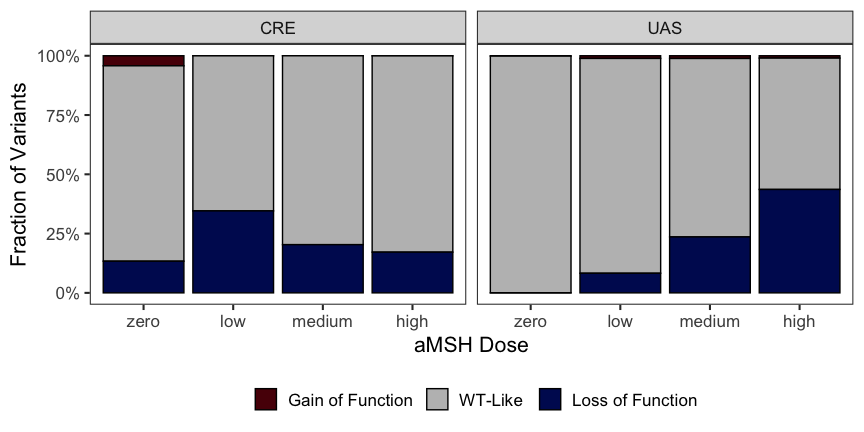 CRE UAS
Fraction of Variants
100%
75%
50%
25%
0%
zero low medium high zero low medium high
aMSH Dose
Gain of Function WT-Like Loss of Function